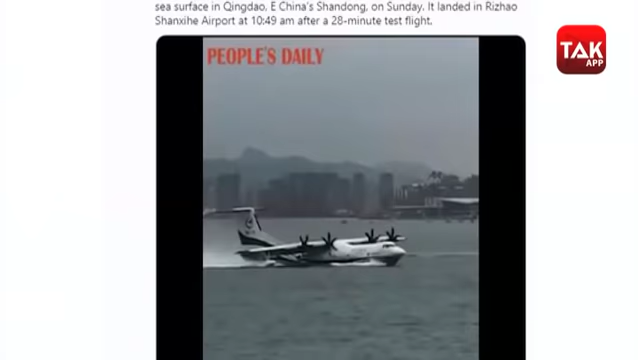 sea surface in Qingdao, E China's Shandong, on Sunday. It landed in Rizhao
Shanxihe Airport at 10:49 am after a 28-minute test flight.
TAK
APP
PEOPLE'S DAILY